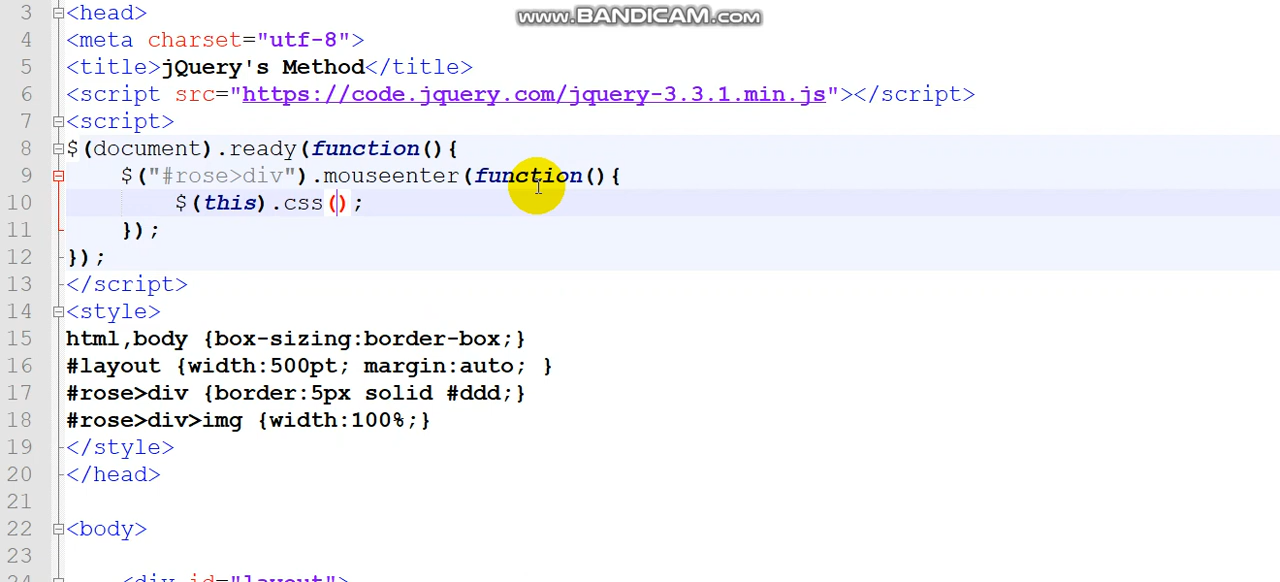 www.BANDICAM.com
3 <head>
4 <meta charset="utf-8">
5 <title>jQuery's Method</title>
6 <script src="https://code.jquery.com/jquery-3.3.1.min.js"></script>
7 <script>
8 $(document).ready(function(){
9 $("#rose>div").mouseenter(function(){
10 $(this).css();
11 });
12 });
13 </script>
14 <style>
15 html,body {box-sizing:border-box;}
16 #layout {width:500pt; margin:auto; }
17 #rose>div {border:5px solid #ddd;}
18 #rose>div>img {width:100%;}
19 </style>
20 </head>
21
22 <body>
23
24 <div id="layout">